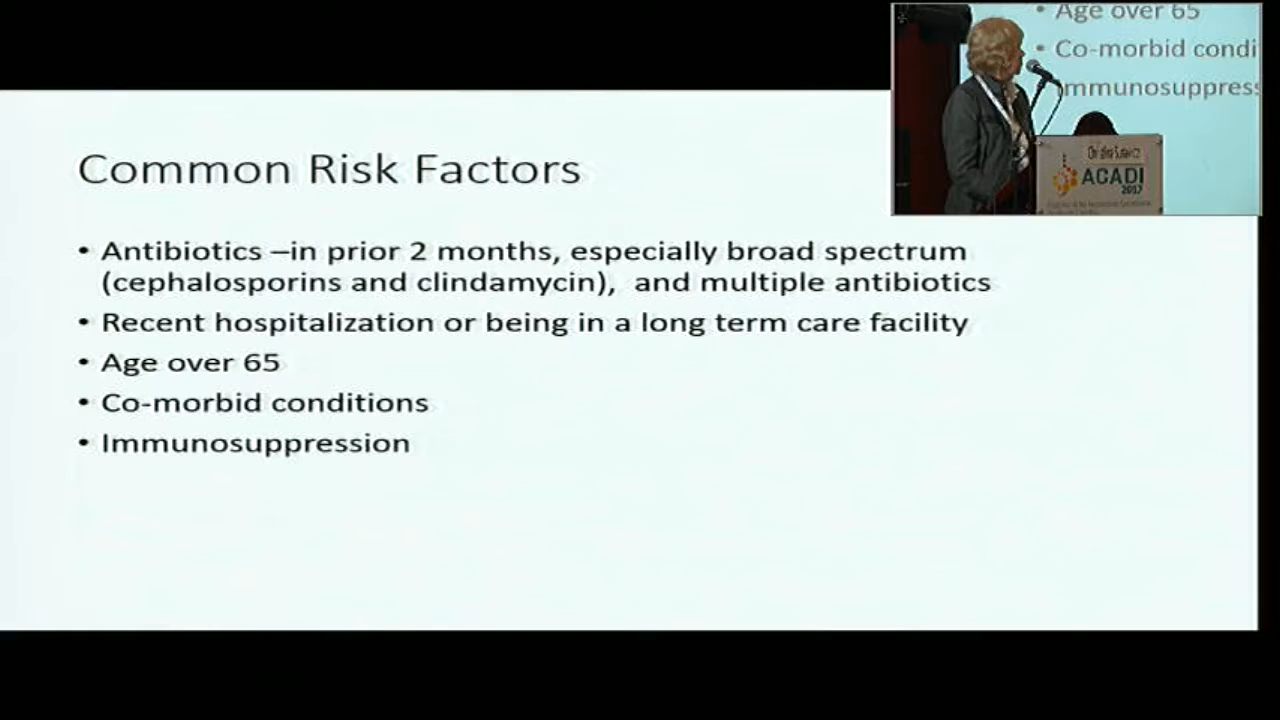 Common Risk Factors
• Antibiotics –in prior 2 months, especially broad spectrum
(cephalosporins and clindamycin), and multiple antibiotics
• Recent hospitalization or being in a long term care facility
• Age over 65
• Co-morbid conditions
• Immunosuppression
• Age over 65
• Co-morbid condi
mmunosuppress
ACADI
2017